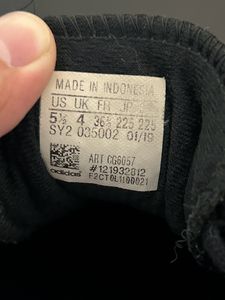 MADE IN INDONESIA
US UK FR JP
5½ 4 36⅔ 225 225
SY2 035002 01/19
ART CG6057
#121932812
adidas